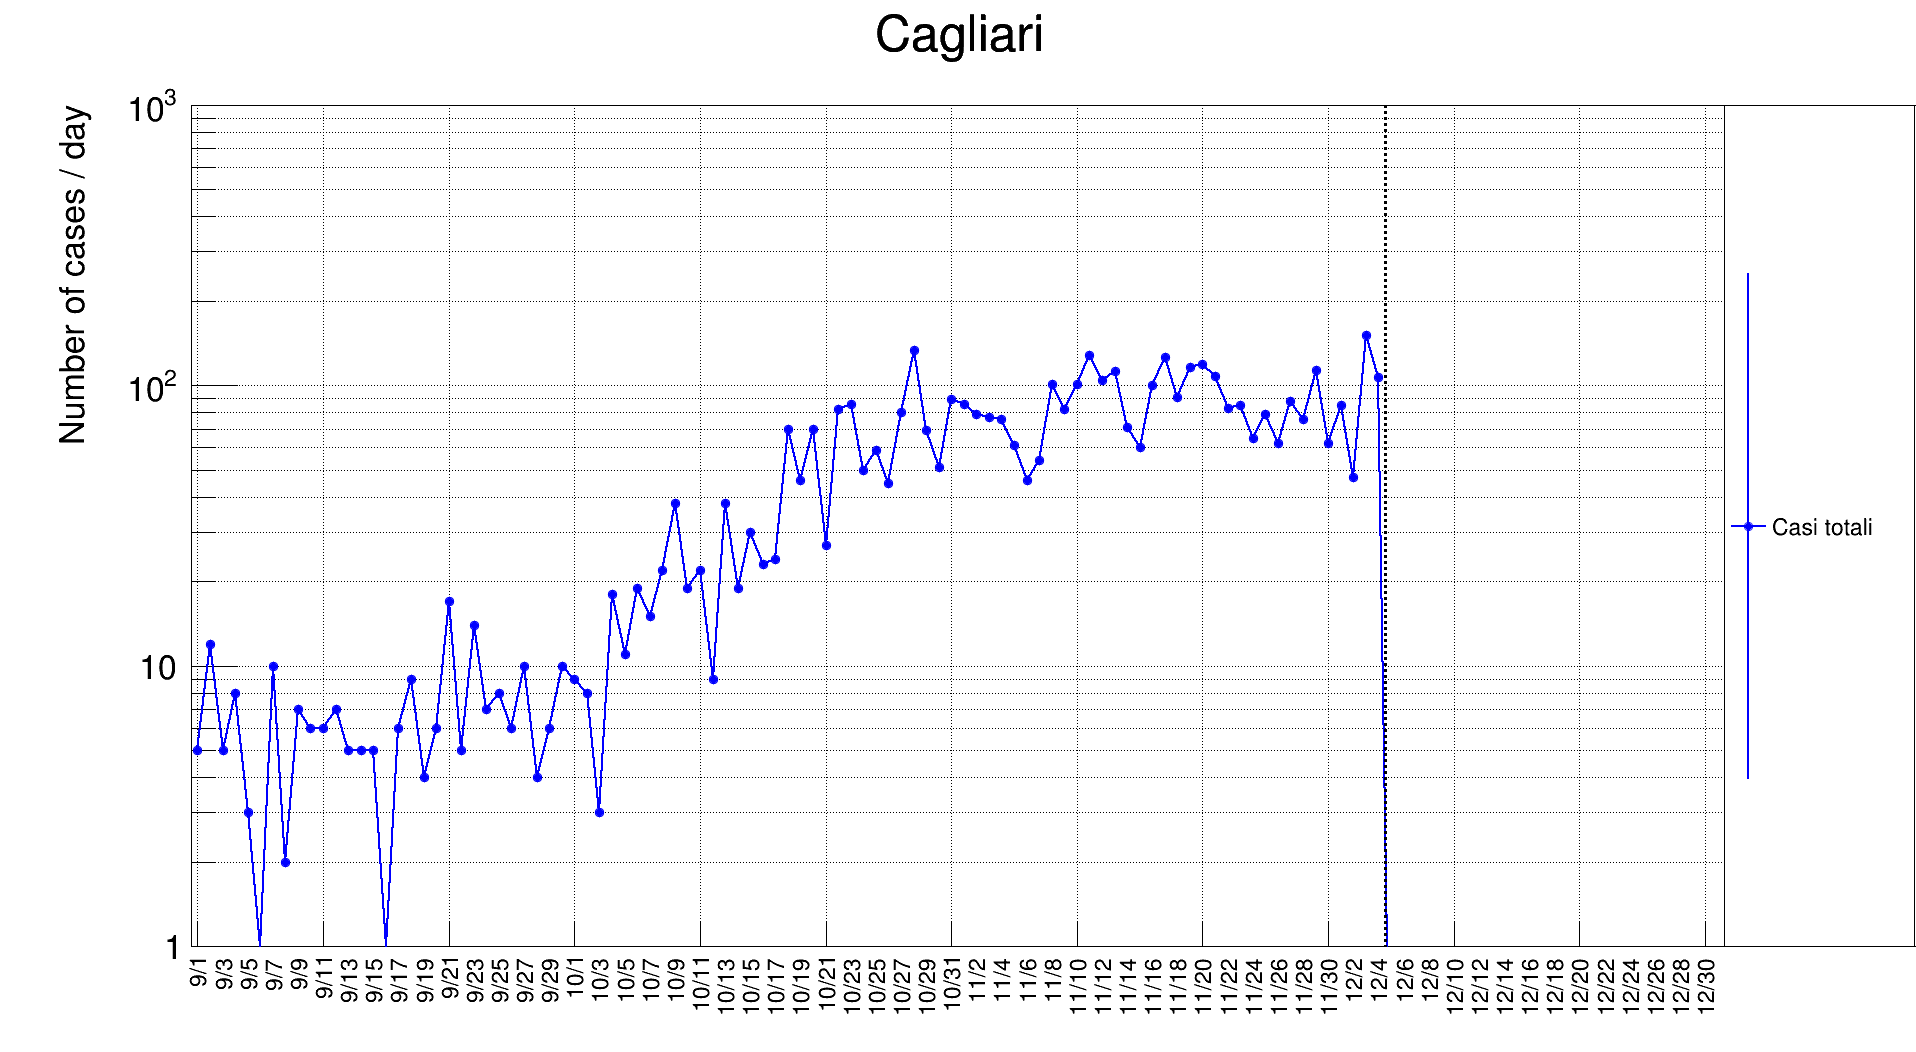 Cagliari
Number of cases / day
10³
10²
10
1
9/1 9/3 9/5 9/7 9/9 9/11 9/13 9/15 9/17 9/19 9/21 9/23 9/25 9/27 9/29 10/1 10/3 10/5 10/7 10/9 10/11 10/13 10/15 10/17 10/19 10/21 10/23 10/25 10/27 10/29 10/31 11/2 11/4 11/6 11/8 11/10 11/12 11/14 11/16 11/18 11/20 11/22 11/24 11/26 11/28 11/30 12/2 12/4 12/6 12/8 12/10 12/12 12/14 12/16 12/18 12/20 12/22 12/24 12/26 12/28 12/30
Casi totali